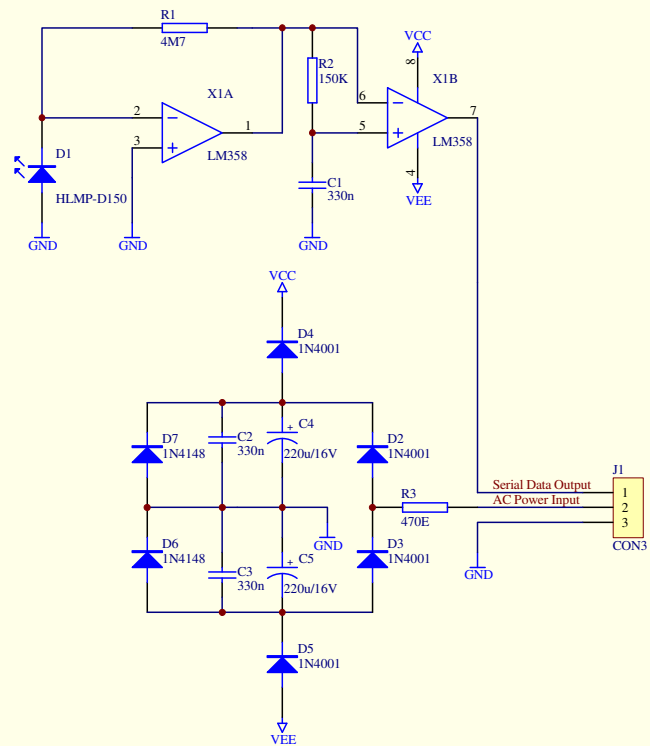 R1
4M7
VCC
R2
150K
8
X1A
X1B
2
1
6
7
3
5
D1
LM358
LM358
4
HLMP-D150
C1
330n
VEE
GND
GND
GND
VCC
D4
1N4001
D7
1N4148
C2
330n
+
C4
220u/16V
D2
1N4001
J1
Serial Data Output
1
R3
AC Power Input
2
470E
3
GND
D6
1N4148
D3
1N4001
CON3
C3
330n
+
C5
220u/16V
GND
D5
1N4001
VEE